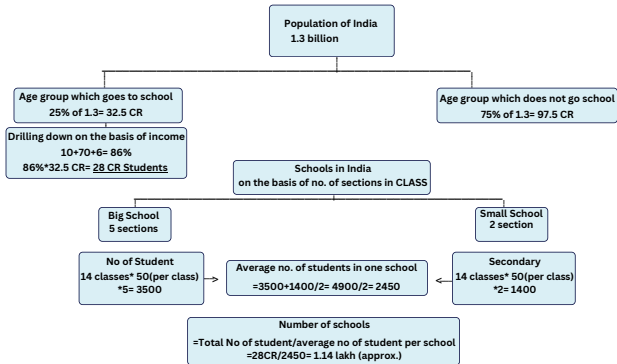 Population of India
1.3 billion
Age group which goes to school
25% of 1.3= 32.5 CR
Age group which does not go school
75% of 1.3= 97.5 CR
Drilling down on the basis of income
10+70+6= 86%
86%*32.5 CR= 28 CR Students
Schools in India
on the basis of no. of sections in CLASS
Big School
5 sections
Small School
2 section
No of Student
14 classes* 50(per class)
*5= 3500
Average no. of students in one school
=3500+1400/2= 4900/2= 2450
Secondary
14 classes* 50(per class)
*2= 1400
Number of schools
=Total No of student/average no of student per school
=28CR/2450= 1.14 lakh (approx.)